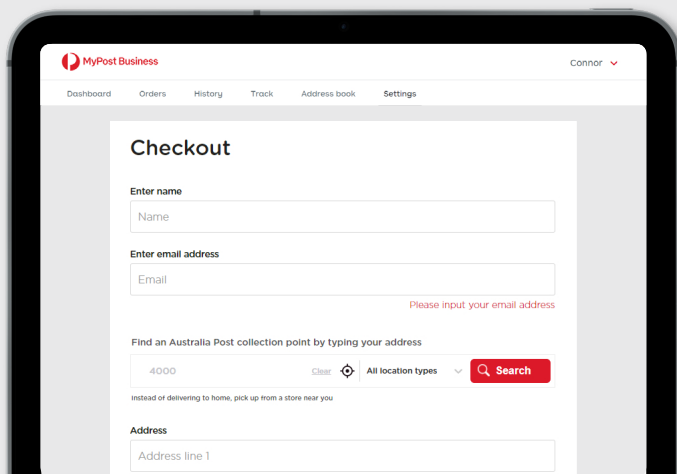 MyPost Business
Connor
Dashboard Orders History Track Address book Settings
Checkout
Enter name
Name
Enter email address
Email
Please input your email address
Find an Australia Post collection point by typing your address
4000 Clear All location types Search
Instead of delivering to home, pick up from a store near you
Address
Address line 1